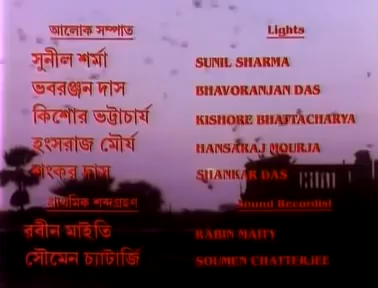 আলোক সম্পাত Lights
সুনীল শর্মা SUNIL SHARMA
ভবরঞ্জন দাস BHAVORANJAN DAS
কিশোর ভট্টাচার্য KISHORE BHATTACHARYA
হংসরাজ মৌর্য HANSARAJ MOURJA
শংকর দাস SHANKAR DAS
প্রাথমিক শব্দগ্রহণ Sound Recordist
রবীন মাইতি RABIN MAITY
সৌমেন চ্যাটার্জি SOUMEN CHATTERJEE